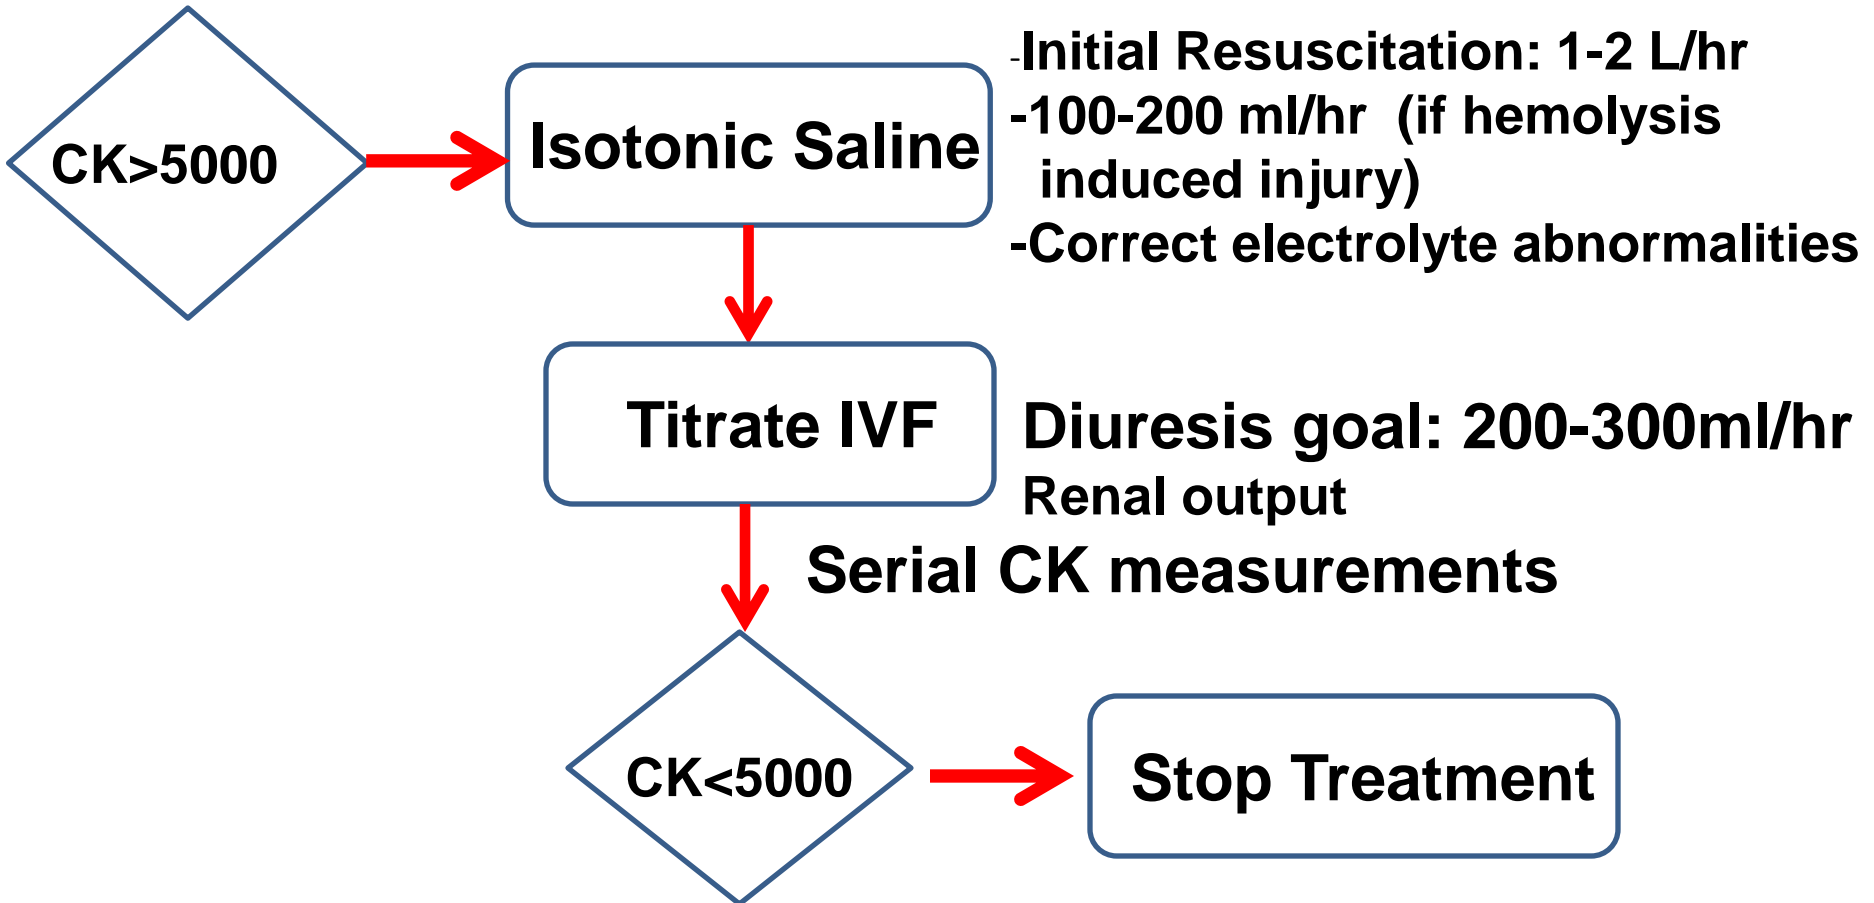 CK>5000
Isotonic Saline
-Initial Resuscitation: 1-2 L/hr
-100-200 ml/hr (if hemolysis
induced injury)
-Correct electrolyte abnormalities
Titrate IVF
Diuresis goal: 200-300ml/hr
Renal output
Serial CK measurements
CK<5000
Stop Treatment